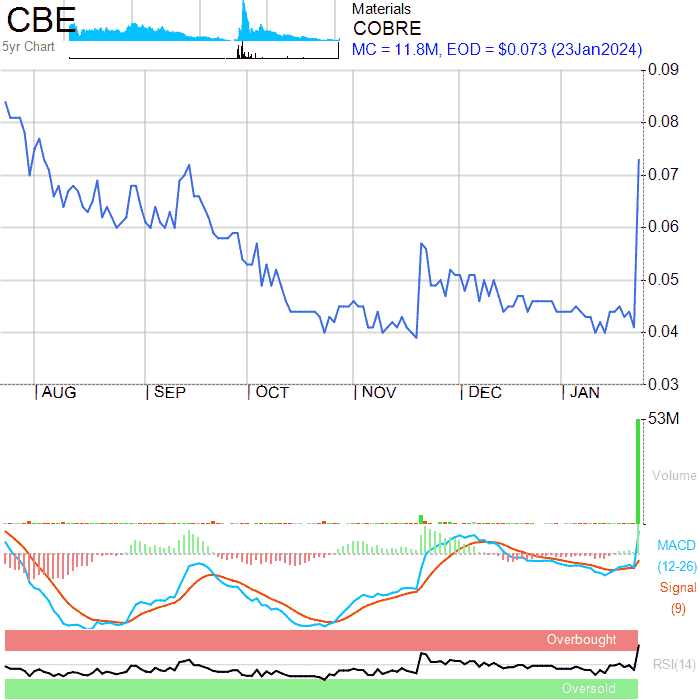 CBE
5yr Chart
Materials
COBRE
MC = 11.8M, EOD = $0.073 (23Jan2024)
0.09
0.08
0.07
0.06
0.05
0.04
0.03
AUG SEP OCT NOV DEC JAN
53M
Volume
MACD
(12-26)
Signal
(9)
Overbought
RSI(14)
Oversold